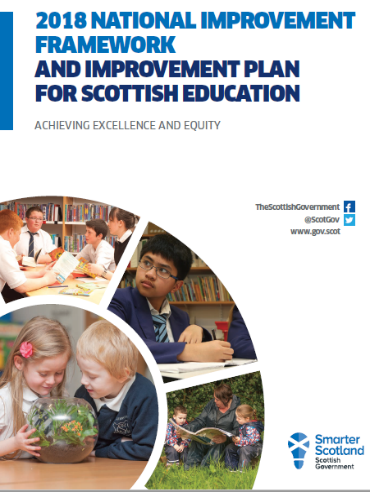 2018 NATIONAL IMPROVEMENT
FRAMEWORK
AND IMPROVEMENT PLAN
FOR SCOTTISH EDUCATION
ACHIEVING EXCELLENCE AND EQUITY
TheScottishGovernment
@ScotGov
www.gov.scot
Smarter
Scotland
Scottish
Government